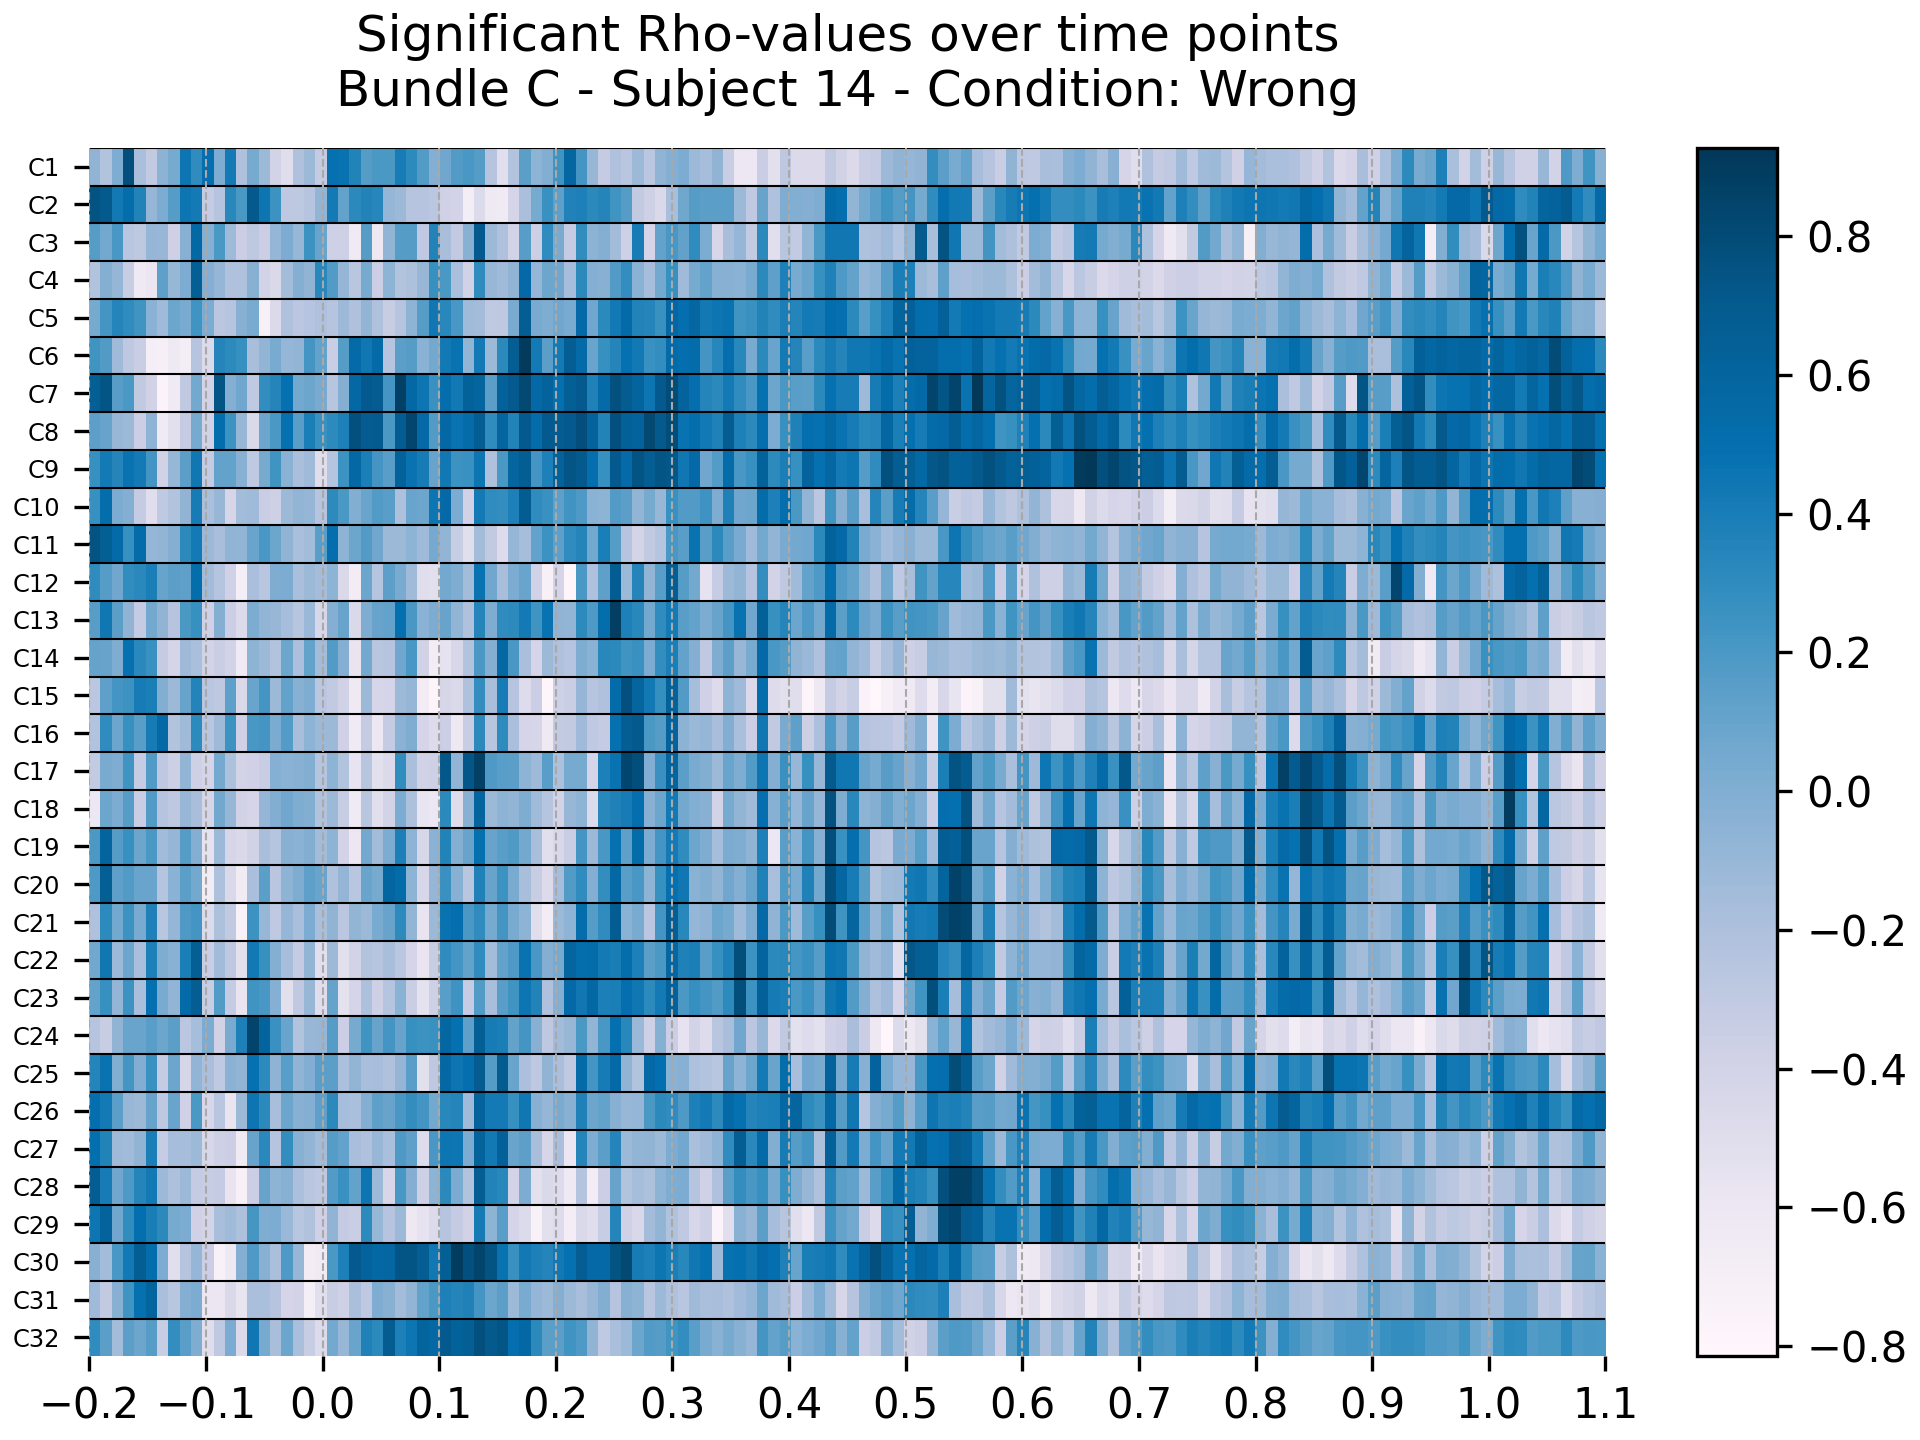 Significant Rho-values over time points
Bundle C - Subject 14 - Condition: Wrong
C1
C2
C3
C4
C5
C6
C7
C8
C9
C10
C11
C12
C13
C14
C15
C16
C17
C18
C19
C20
C21
C22
C23
C24
C25
C26
C27
C28
C29
C30
C31
C32
−0.2 −0.1 0.0 0.1 0.2 0.3 0.4 0.5 0.6 0.7 0.8 0.9 1.0 1.1
0.8
0.6
0.4
0.2
0.0
−0.2
−0.4
−0.6
−0.8